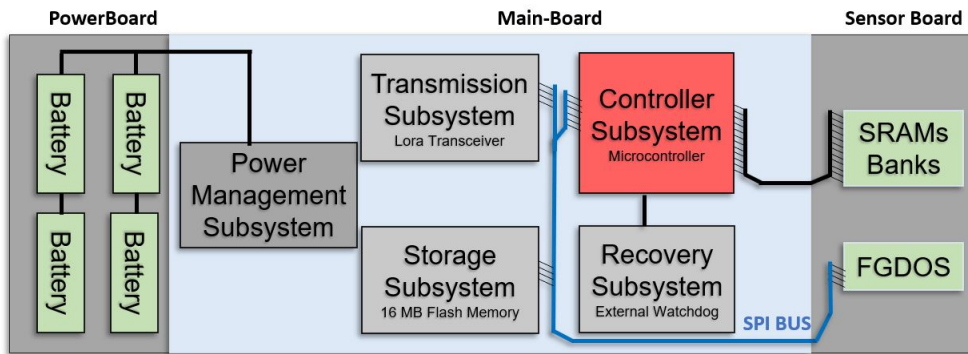 PowerBoard
Main-Board
Sensor Board
Battery
Battery
Battery
Battery
Power
Management
Subsystem
Transmission
Subsystem
Lora Transceiver
Storage
Subsystem
16 MB Flash Memory
Controller
Subsystem
Microcontroller
Recovery
Subsystem
External Watchdog
SPI BUS
SRAMs
Banks
FGDOS